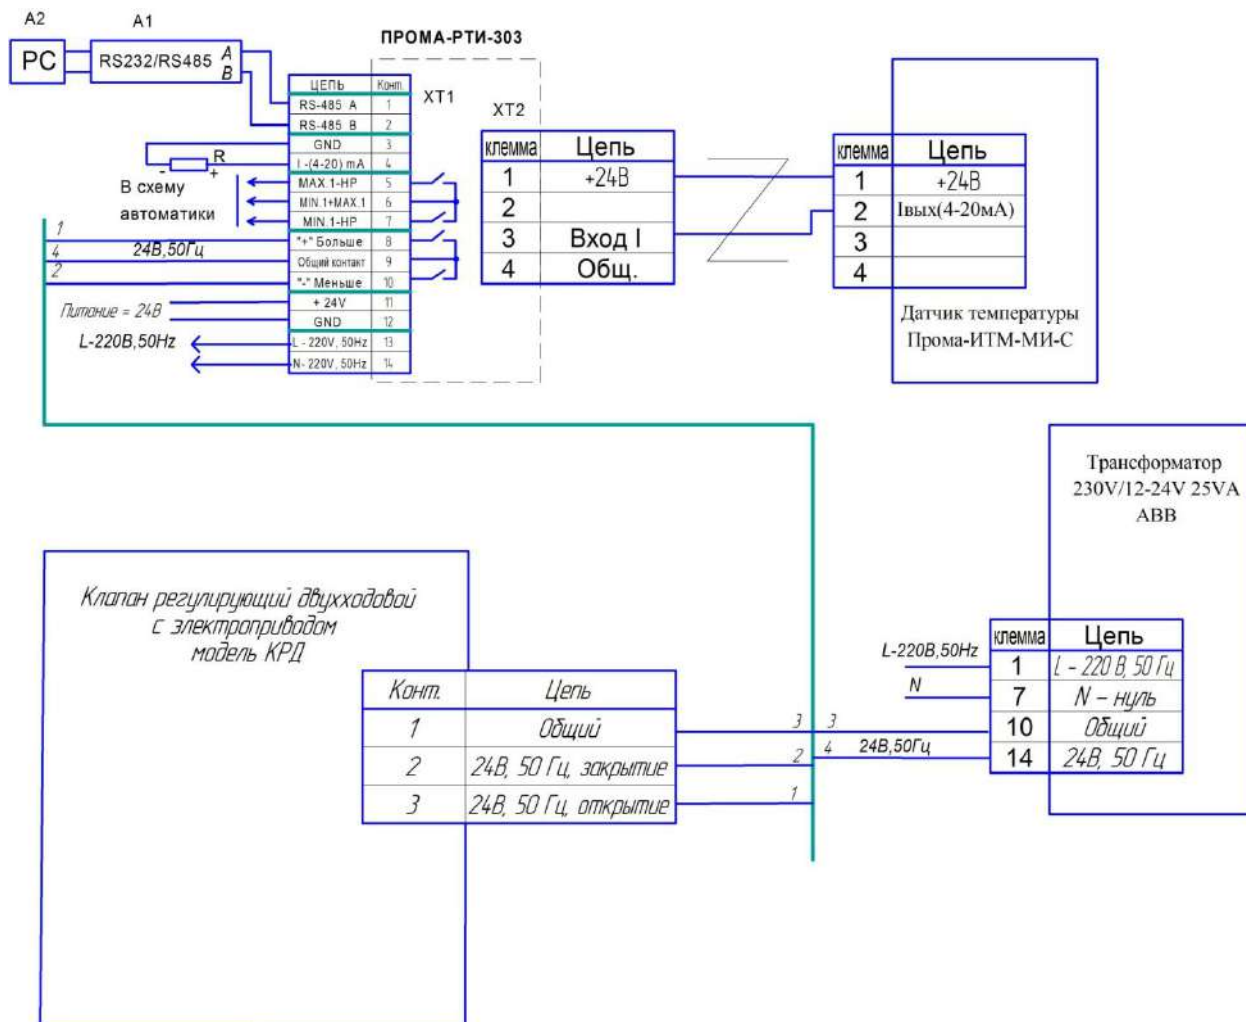 A2
A1
ПРОМА-РТИ-303
PC
RS232/RS485
A
B
ЦЕПЬ Конт.
RS-485 A 1
RS-485 B 2
GND 3
I -(4-20) mA 4
MAX.1-HP 5
MIN.1+MAX.1 6
MIN.1-HP 7
"+" Больше 8
Общий контакт 9
"-" Меньше 10
+ 24V 11
GND 12
L - 220V, 50Hz 13
N- 220V, 50Hz 14
XT1
R
- +
В схему
автоматики
1
4
2
24В,50Гц
Питание = 24В
L-220В,50Hz
XT2
клемма Цепь
1 +24В
2
3 Вход I
4 Общ.
клемма Цепь
1 +24В
2 Iвых(4-20мА)
3
4
Датчик температуры
Прома-ИТМ-МИ-С
Трансформатор
230V/12-24V 25VA
ABB
Клапан регулирующий двухходовой
с электроприводом
модель КРД
Конт. Цепь
1 Общий
2 24В, 50 Гц, закрытие
3 24В, 50 Гц, открытие
3
2
1
3
4
24В,50Гц
L-220В,50Hz
N
клемма Цепь
1 L - 220 В, 50 Гц
7 N – нуль
10 Общий
14 24В, 50 Гц